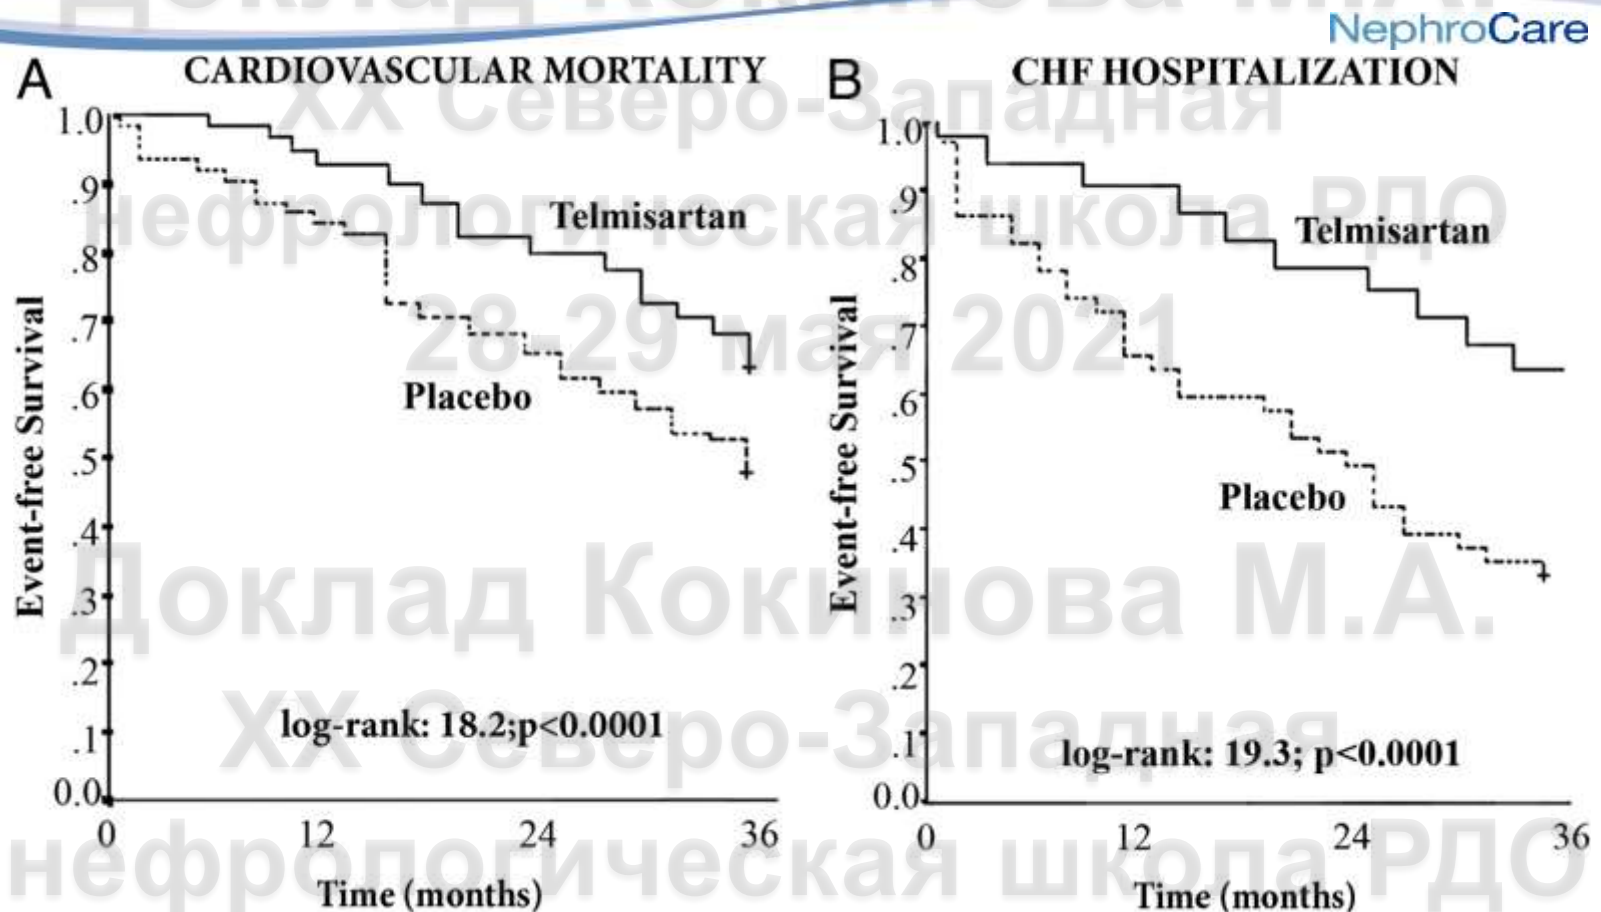 Доклад Кокинова М.А.
NephroCare
A CARDIOVASCULAR MORTALITY
1.0
.9
.8
.7
.6
.5
.4
.3
.2
.1
0.0
Event-free Survival
Telmisartan
Placebo
log-rank: 18.2;p<0.0001
0 12 24 36
Time (months)
B CHF HOSPITALIZATION
1.0
.9
.8
.7
.6
.5
.4
.3
.2
.1
0.0
Event-free Survival
Telmisartan
Placebo
log-rank: 19.3; p<0.0001
0 12 24 36
Time (months)
XX Северо-Западная
нефрологическая школа РДО
28-29 мая 2021
Доклад Кокинова М.А.
XX Северо-Западная
нефрологическая школа РДО